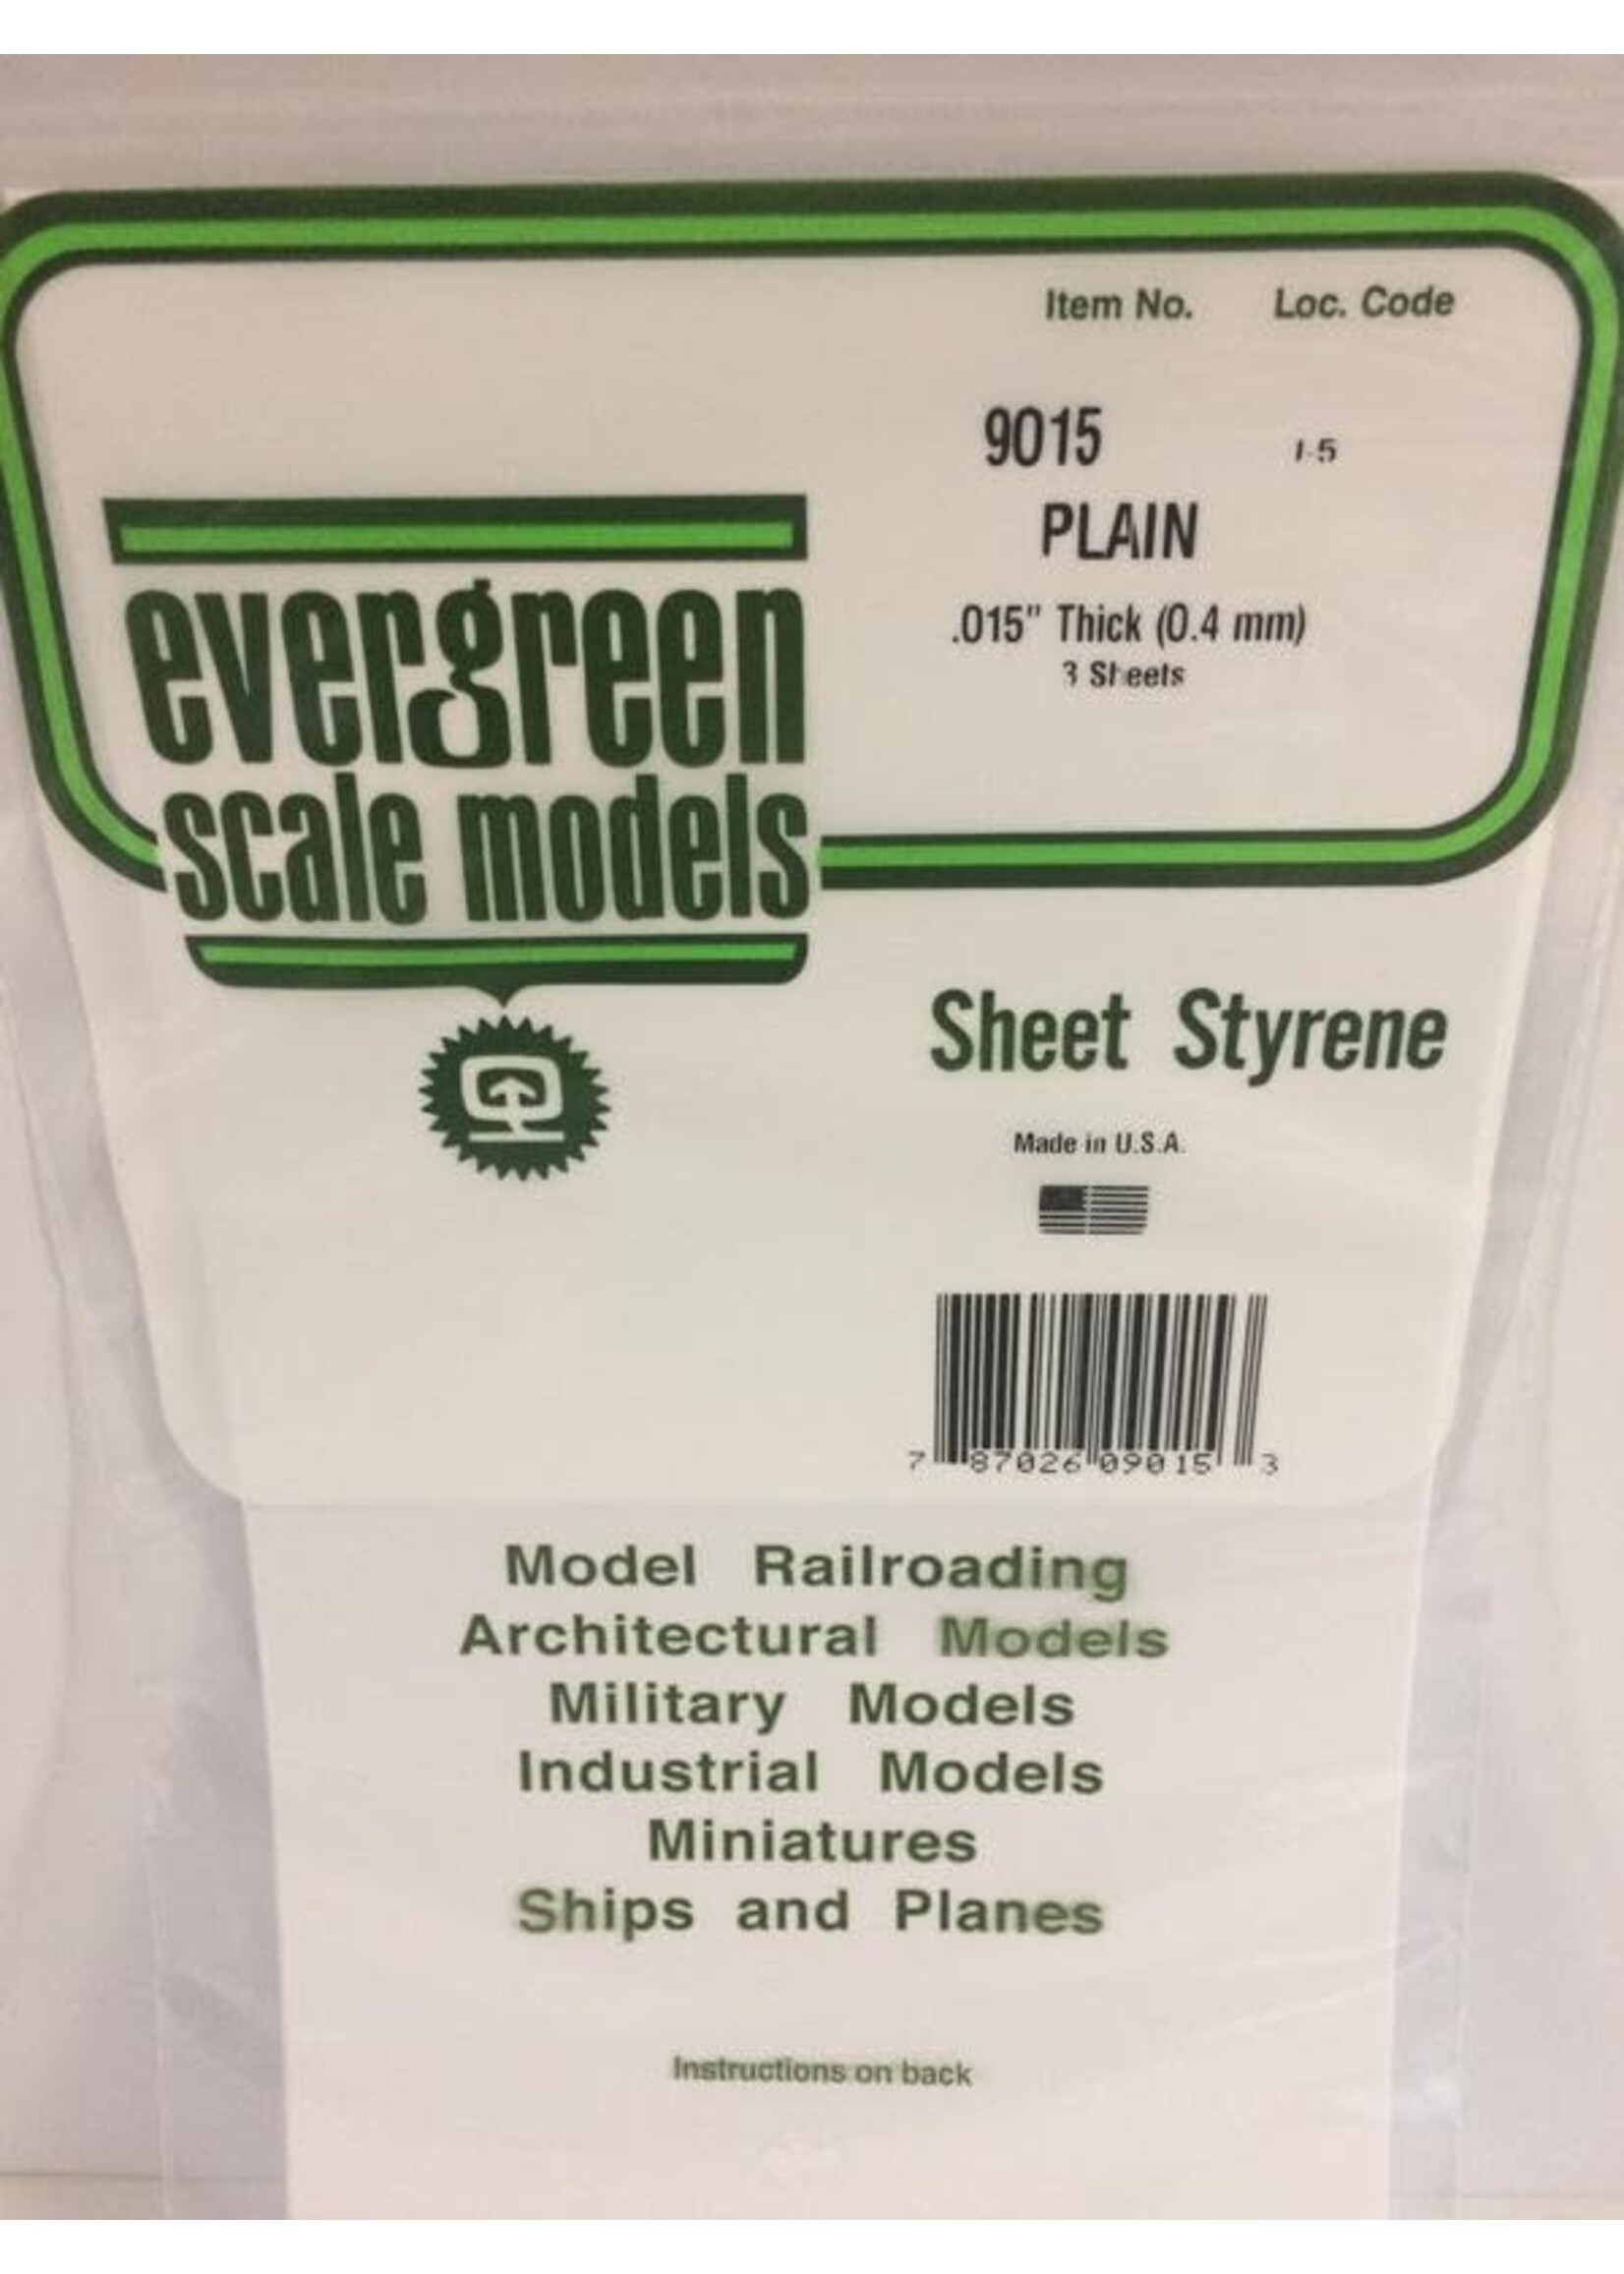 Item No. Loc. Code
9015 I-5
PLAIN
.015" Thick (0.4 mm)
3 Sheets
evergreen
scale models
Sheet Styrene
Made in U.S.A.
7 87026 09015 3
Model Railroading
Architectural Models
Military Models
Industrial Models
Miniatures
Ships and Planes
Instructions on back